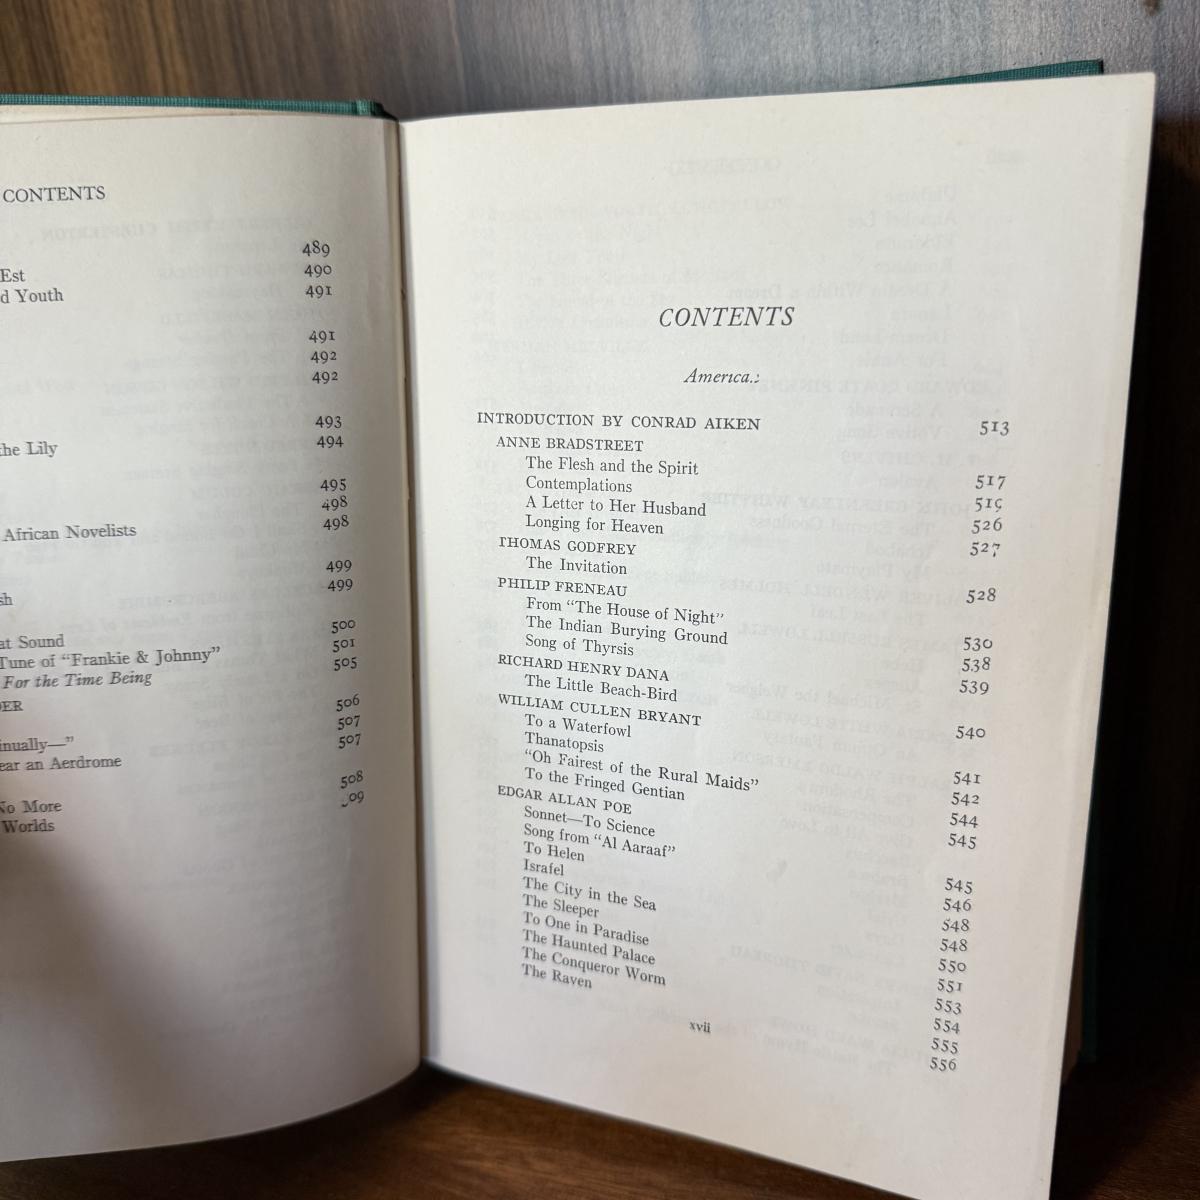 CONTENTS
489
Est 490
d Youth 491
491
492
492
493
the Lily 494
495
498
African Novelists 498
499
sh 499
at Sound 500
Tune of “Frankie & Johnny” 501
For the Time Being 505
DER
506
inually—” 507
ear an Aerdrome 507
No More 508
Worlds 09
CONTENTS
America.:
INTRODUCTION BY CONRAD AIKEN 513
ANNE BRADSTREET
The Flesh and the Spirit 517
Contemplations 519
A Letter to Her Husband 526
Longing for Heaven 527
THOMAS GODFREY
The Invitation 528
PHILIP FRENEAU
From “The House of Night” 530
The Indian Burying Ground 538
Song of Thyrsis 539
RICHARD HENRY DANA
The Little Beach-Bird 540
WILLIAM CULLEN BRYANT
To a Waterfowl 541
Thanatopsis 542
“Oh Fairest of the Rural Maids” 544
To the Fringed Gentian 545
EDGAR ALLAN POE
Sonnet—To Science 545
Song from “Al Aaraaf” 546
To Helen 548
Israfel 548
The City in the Sea 550
The Sleeper 551
To One in Paradise 553
The Haunted Palace 554
The Conqueror Worm 555
The Raven 556
xvii